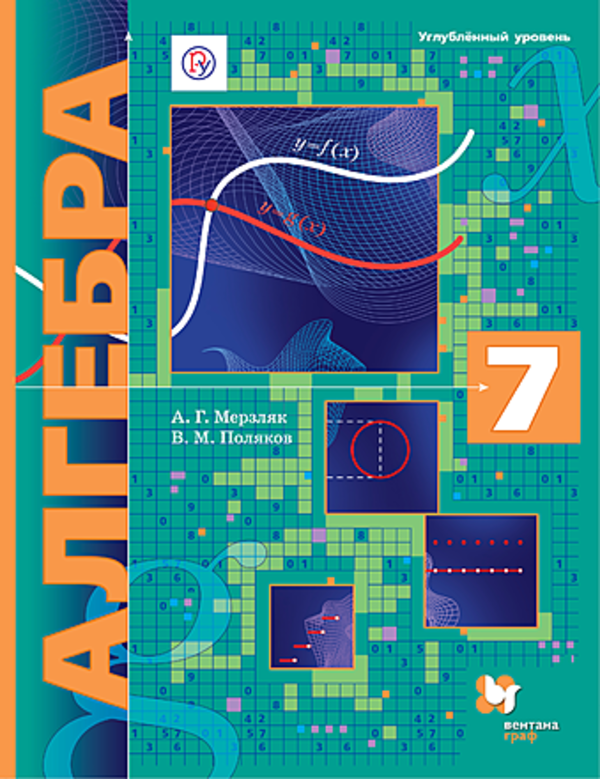 Углублённый уровень
АЛГЕБРА
y=f(x)
y=g(x)
7
А. Г. Мерзляк
В. М. Поляков
вентана
граф